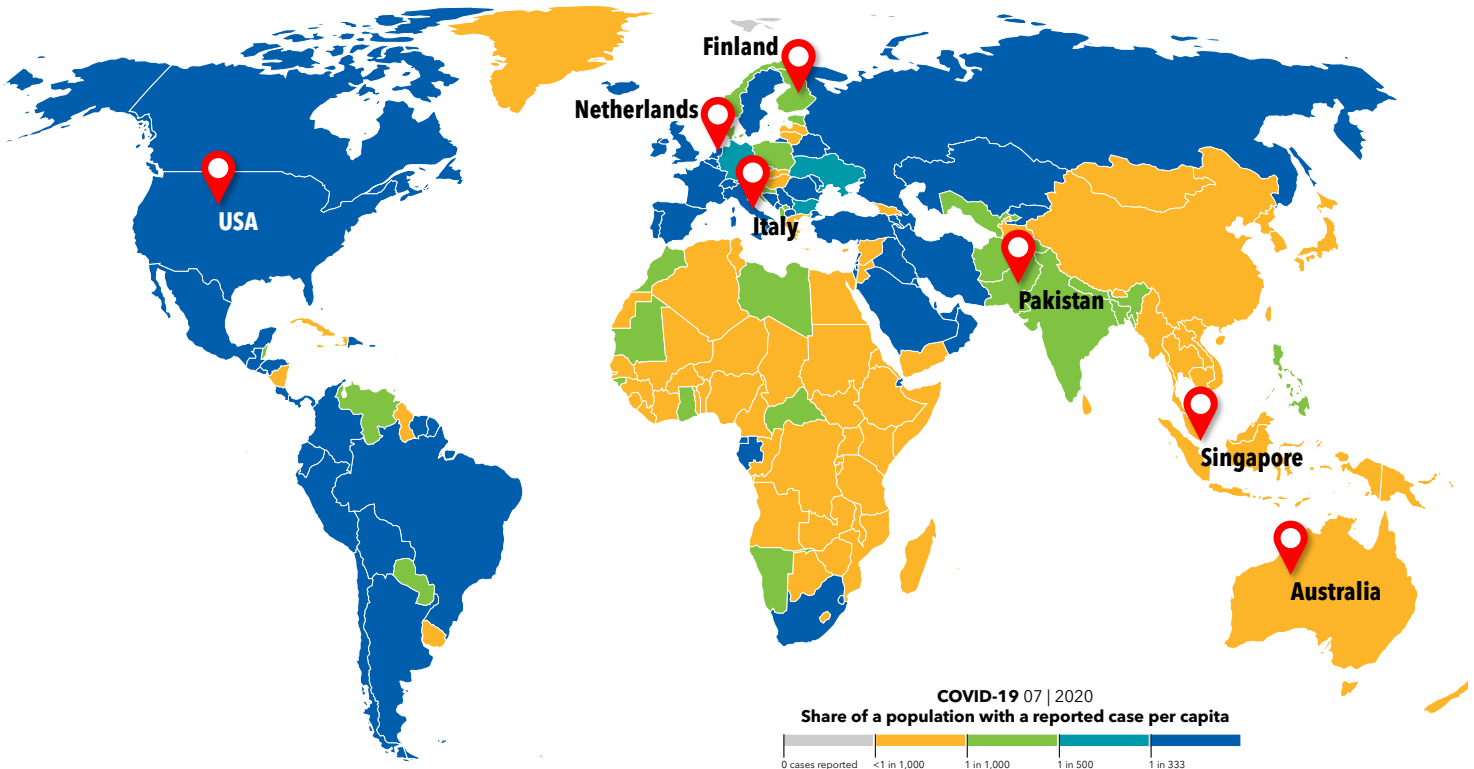 Finland
Netherlands
USA
Italy
Pakistan
Singapore
Australia
COVID-19 07 | 2020
Share of a population with a reported case per capita
0 cases reported <1 in 1,000 1 in 1,000 1 in 500 1 in 333